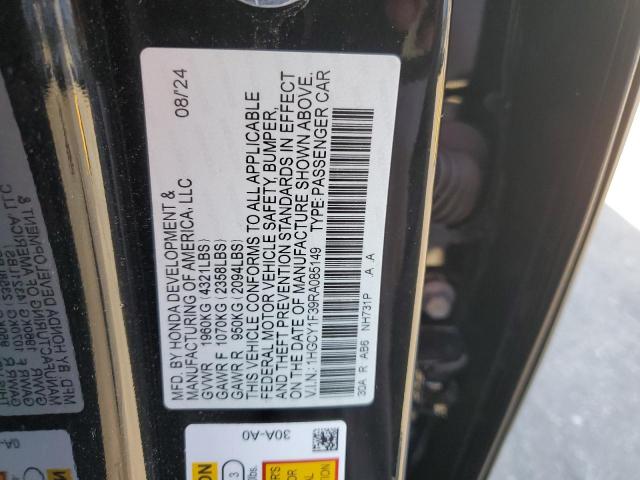 MFD. BY HONDA DEVELOPMENT & 08/24
MANUFACTURING OF AMERICA, LLC
GVWR 1960KG (4321LBS)
GAWR F 1070KG (2358LBS)
GAWR R 950KG (2094LBS)
THIS VEHICLE CONFORMS TO ALL APPLICABLE
FEDERAL MOTOR VEHICLE SAFETY, BUMPER,
AND THEFT PREVENTION STANDARDS IN EFFECT
ON THE DATE OF MANUFACTURE SHOWN ABOVE.
V.I.N.: 1HGCY1F39RA085149 TYPE: PASSENGER CAR
30A R AB6 NH731P A A
30A-A0
3
lbs.